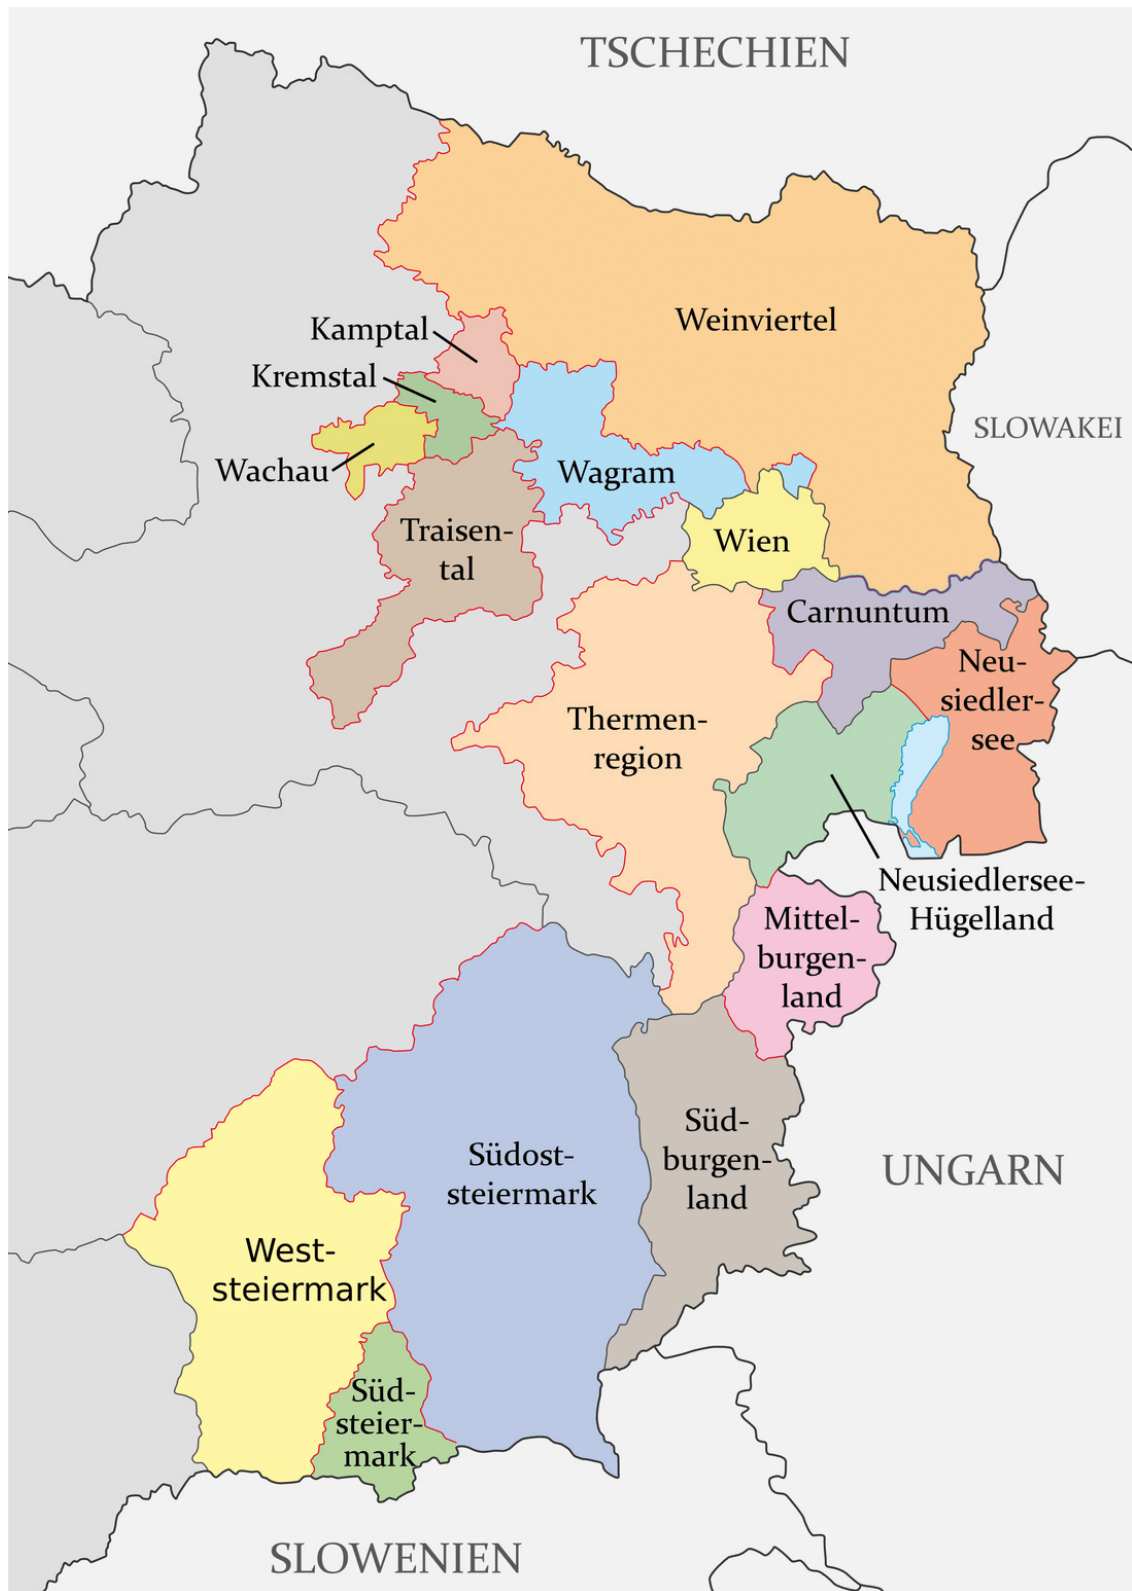 TSCHECHIEN
Weinviertel
Kamptal
Kremstal
SLOWAKEI
Wachau
Wagram
Traisen-
tal
Wien
Carnuntum
Neu-
siedler-
see
Thermen-
region
Neusiedlersee-
Hügelland
Mittel-
burgen-
land
Süd-
burgen-
land
Südost-
steiermark
UNGARN
West-
steiermark
Süd-
steier-
mark
SLOWENIEN